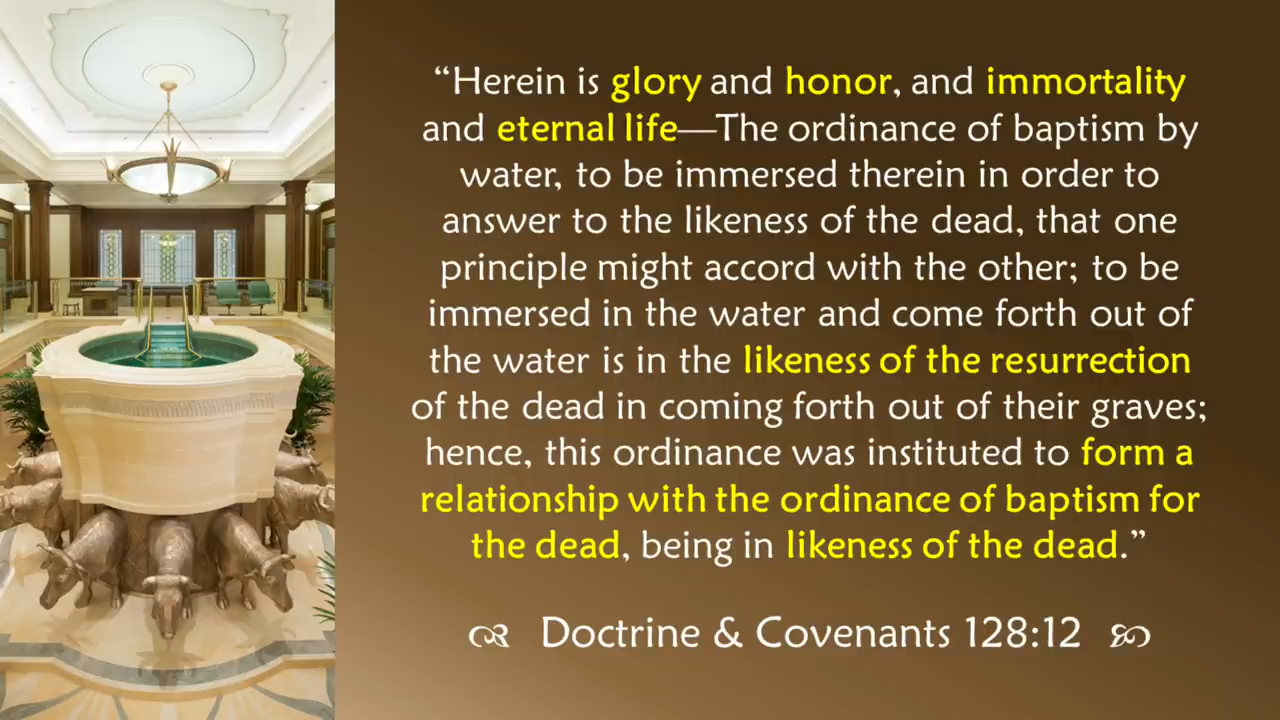 “Herein is glory and honor, and immortality
and eternal life—The ordinance of baptism by
water, to be immersed therein in order to
answer to the likeness of the dead, that one
principle might accord with the other; to be
immersed in the water and come forth out of
the water is in the likeness of the resurrection
of the dead in coming forth out of their graves;
hence, this ordinance was instituted to form a
relationship with the ordinance of baptism for
the dead, being in likeness of the dead.”
Doctrine & Covenants 128:12